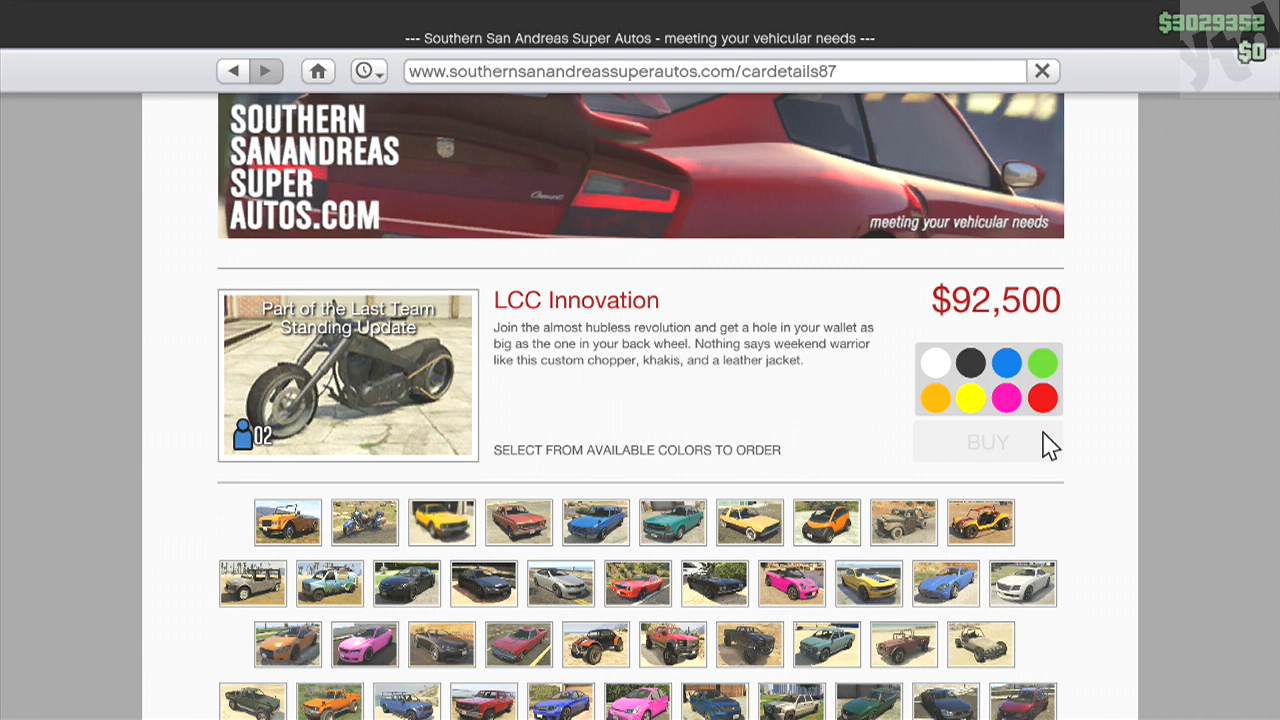 $3029352
$0
--- Southern San Andreas Super Autos - meeting your vehicular needs ---
www.southernsanandreassuperautos.com/cardetails87
SOUTHERN
SANANDREAS
SUPER
AUTOS.COM
meeting your vehicular needs
Part of the Last Team
Standing Update
02
LCC Innovation
Join the almost hubless revolution and get a hole in your wallet as
big as the one in your back wheel. Nothing says weekend warrior
like this custom chopper, khakis, and a leather jacket.
SELECT FROM AVAILABLE COLORS TO ORDER
$92,500
BUY